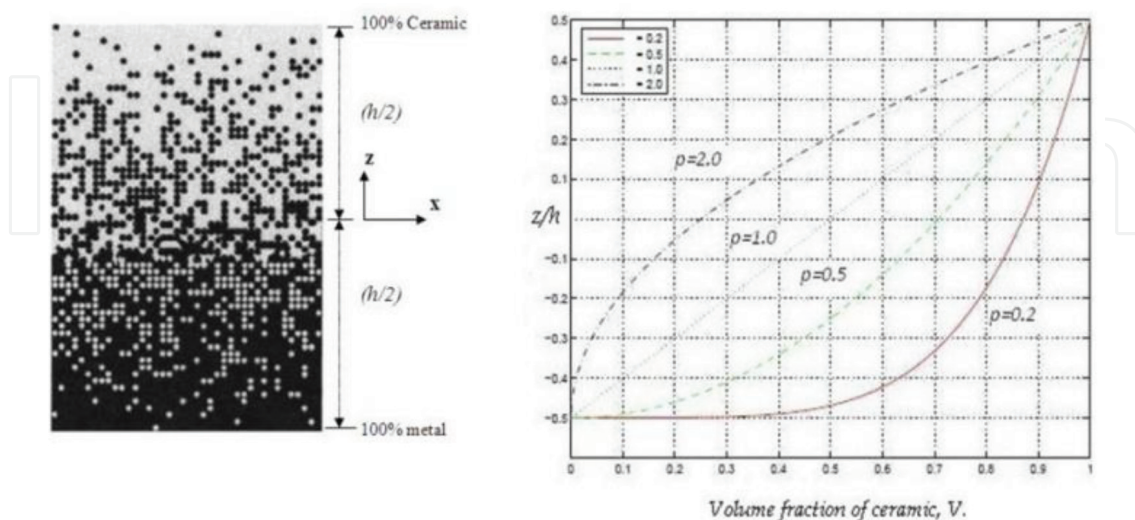 100% Ceramic
(h/2)
z
x
(h/2)
100% metal
0.5
0.4
0.3
0.2
0.1
z/h
-0.1
-0.2
-0.3
-0.4
-0.5
= 0.2
= 0.5
= 1.0
= 2.0
p=2.0
p=1.0
p=0.5
p=0.2
0
0.1
0.2
0.3
0.4
0.5
0.6
0.7
0.8
0.9
1
Volume fraction of ceramic, V.